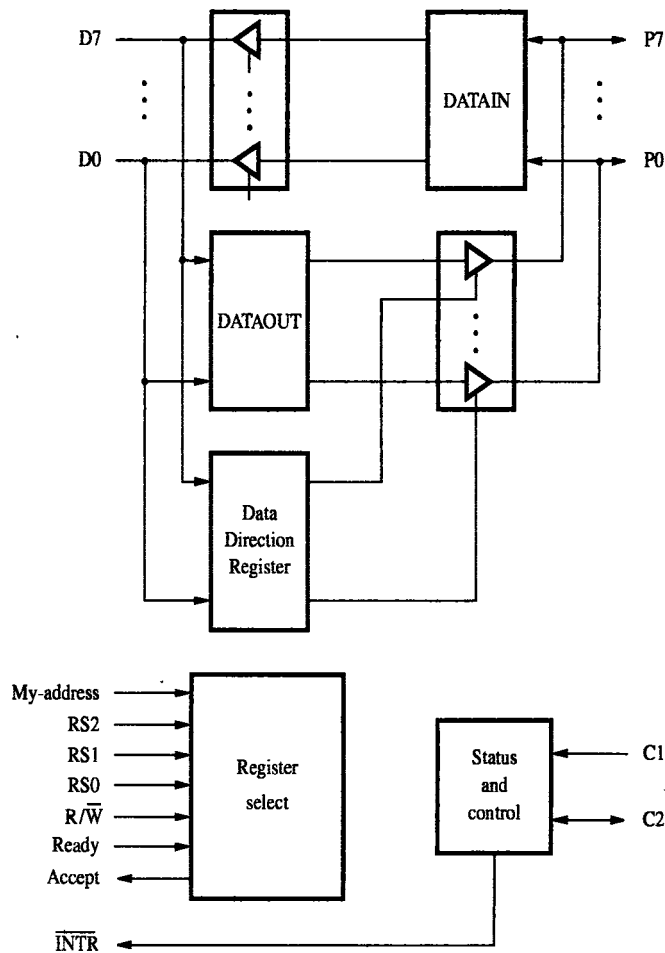 D7
P7
DATAIN
D0
P0
DATAOUT
Data
Direction
Register
My-address
RS2
RS1
RS0
R/W̅
Ready
Accept
Register
select
Status
and
control
C1
C2
I̅N̅T̅R̅